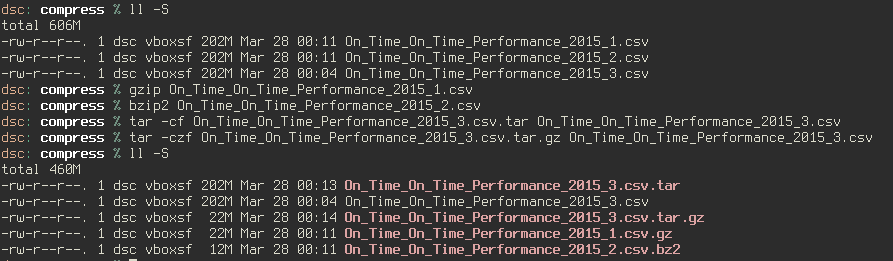 dsc: compress % ll -S
total 606M
-rw-r--r--. 1 dsc vboxsf 202M Mar 28 00:11 On_Time_On_Time_Performance_2015_1.csv
-rw-r--r--. 1 dsc vboxsf 202M Mar 28 00:11 On_Time_On_Time_Performance_2015_2.csv
-rw-r--r--. 1 dsc vboxsf 202M Mar 28 00:04 On_Time_On_Time_Performance_2015_3.csv
dsc: compress % gzip On_Time_On_Time_Performance_2015_1.csv
dsc: compress % bzip2 On_Time_On_Time_Performance_2015_2.csv
dsc: compress % tar -cf On_Time_On_Time_Performance_2015_3.csv.tar On_Time_On_Time_Performance_2015_3.csv
dsc: compress % tar -czf On_Time_On_Time_Performance_2015_3.csv.tar.gz On_Time_On_Time_Performance_2015_3.csv
dsc: compress % ll -S
total 460M
-rw-r--r--. 1 dsc vboxsf 202M Mar 28 00:13 On_Time_On_Time_Performance_2015_3.csv.tar
-rw-r--r--. 1 dsc vboxsf 202M Mar 28 00:04 On_Time_On_Time_Performance_2015_3.csv
-rw-r--r--. 1 dsc vboxsf  22M Mar 28 00:14 On_Time_On_Time_Performance_2015_3.csv.tar.gz
-rw-r--r--. 1 dsc vboxsf  22M Mar 28 00:11 On_Time_On_Time_Performance_2015_1.csv.gz
-rw-r--r--. 1 dsc vboxsf  12M Mar 28 00:11 On_Time_On_Time_Performance_2015_2.csv.bz2